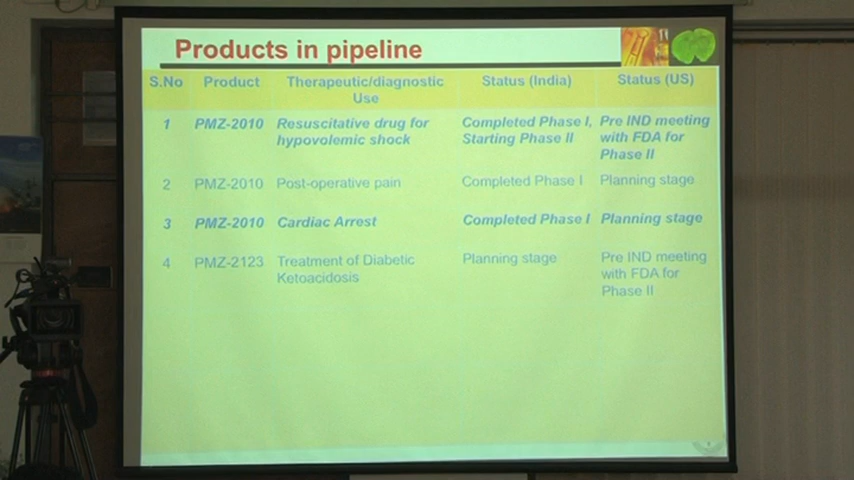 Products in pipeline
S.No Product Therapeutic/diagnostic Use Status (India) Status (US)
1 PMZ-2010 Resuscitative drug for hypovolemic shock Completed Phase I, Starting Phase II Pre IND meeting with FDA for Phase II
2 PMZ-2010 Post-operative pain Completed Phase I Planning stage
3 PMZ-2010 Cardiac Arrest Completed Phase I Planning stage
4 PMZ-2123 Treatment of Diabetic Ketoacidosis Planning stage Pre IND meeting with FDA for Phase II